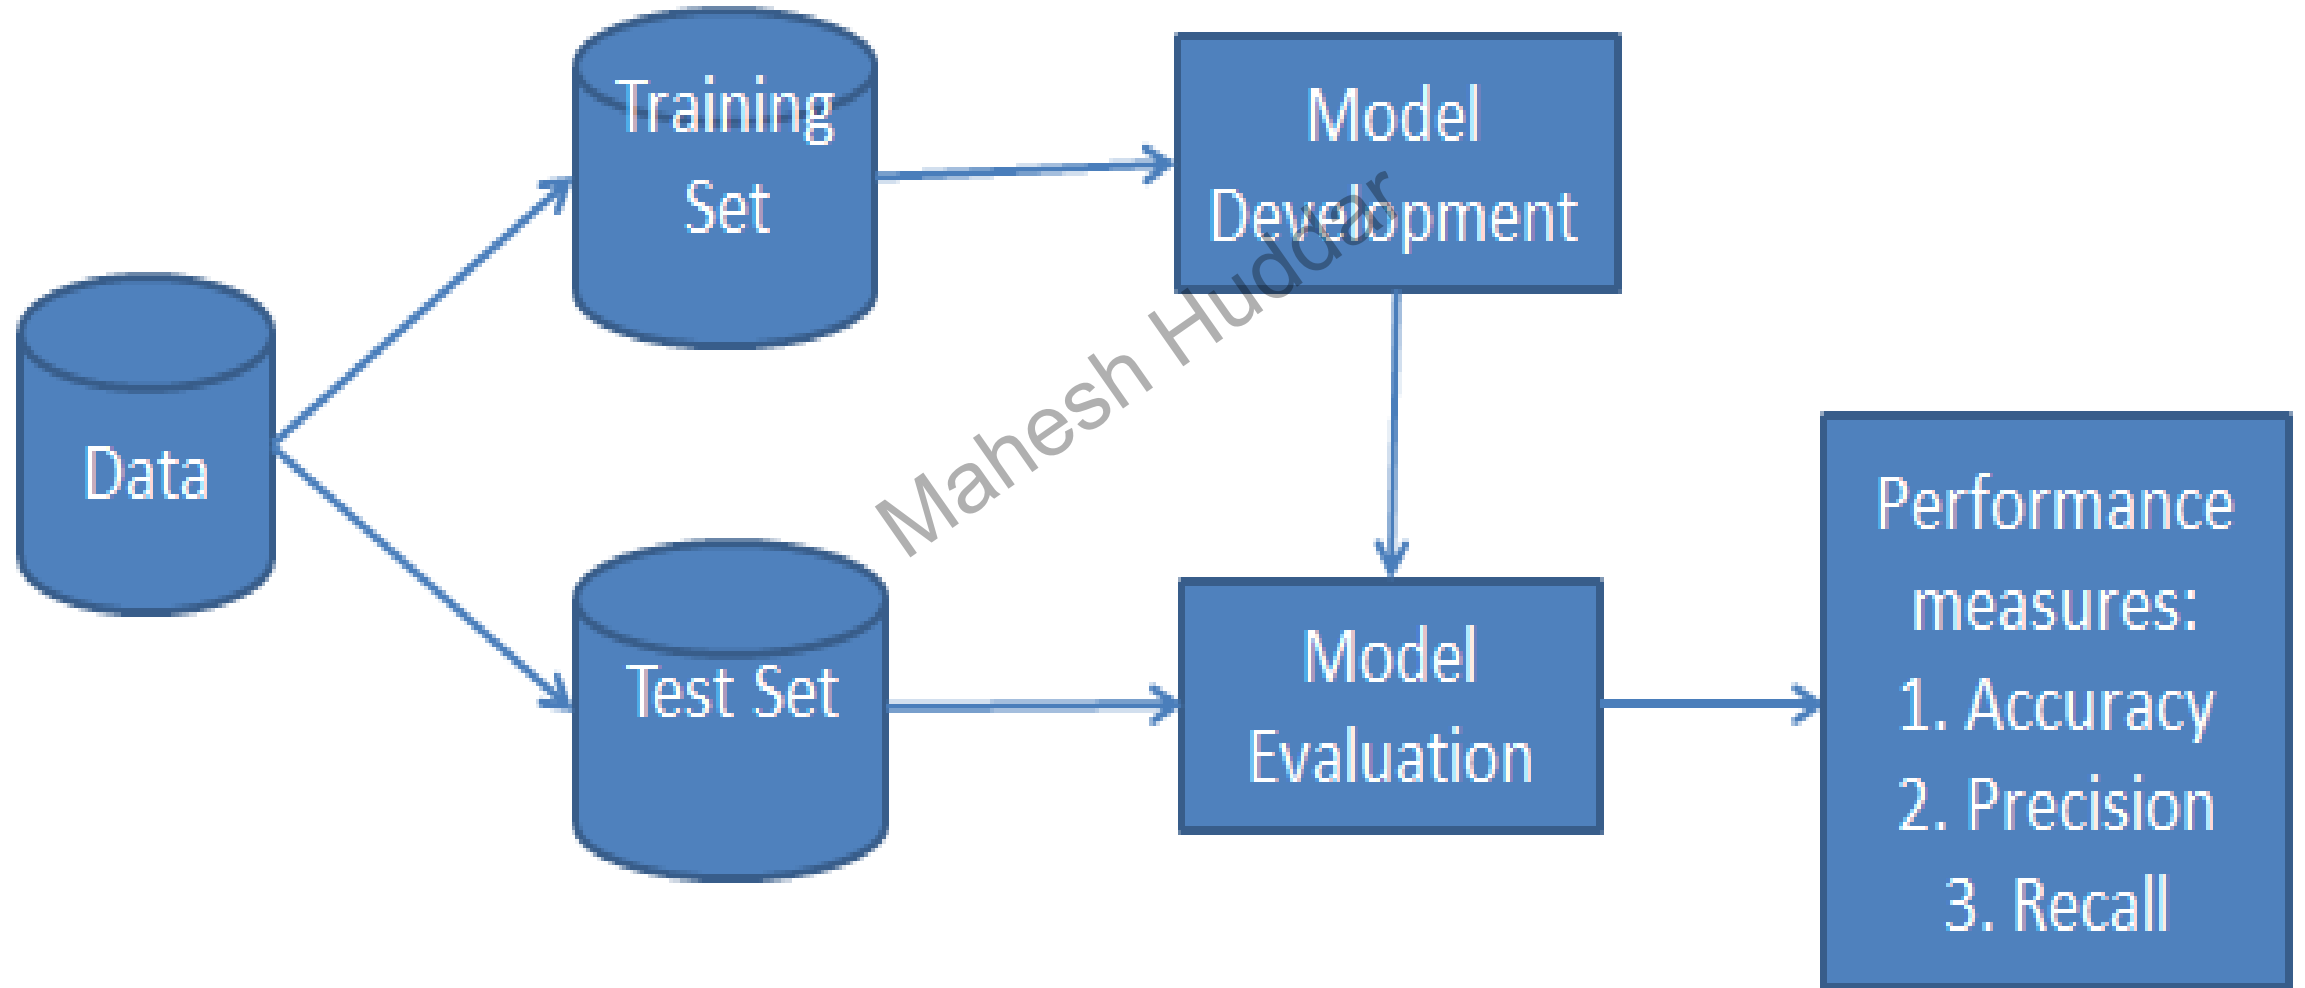 Training
Set
Model
Development
Mahesh Huddar
Data
Test Set
Model
Evaluation
Performance
measures:
1. Accuracy
2. Precision
3. Recall